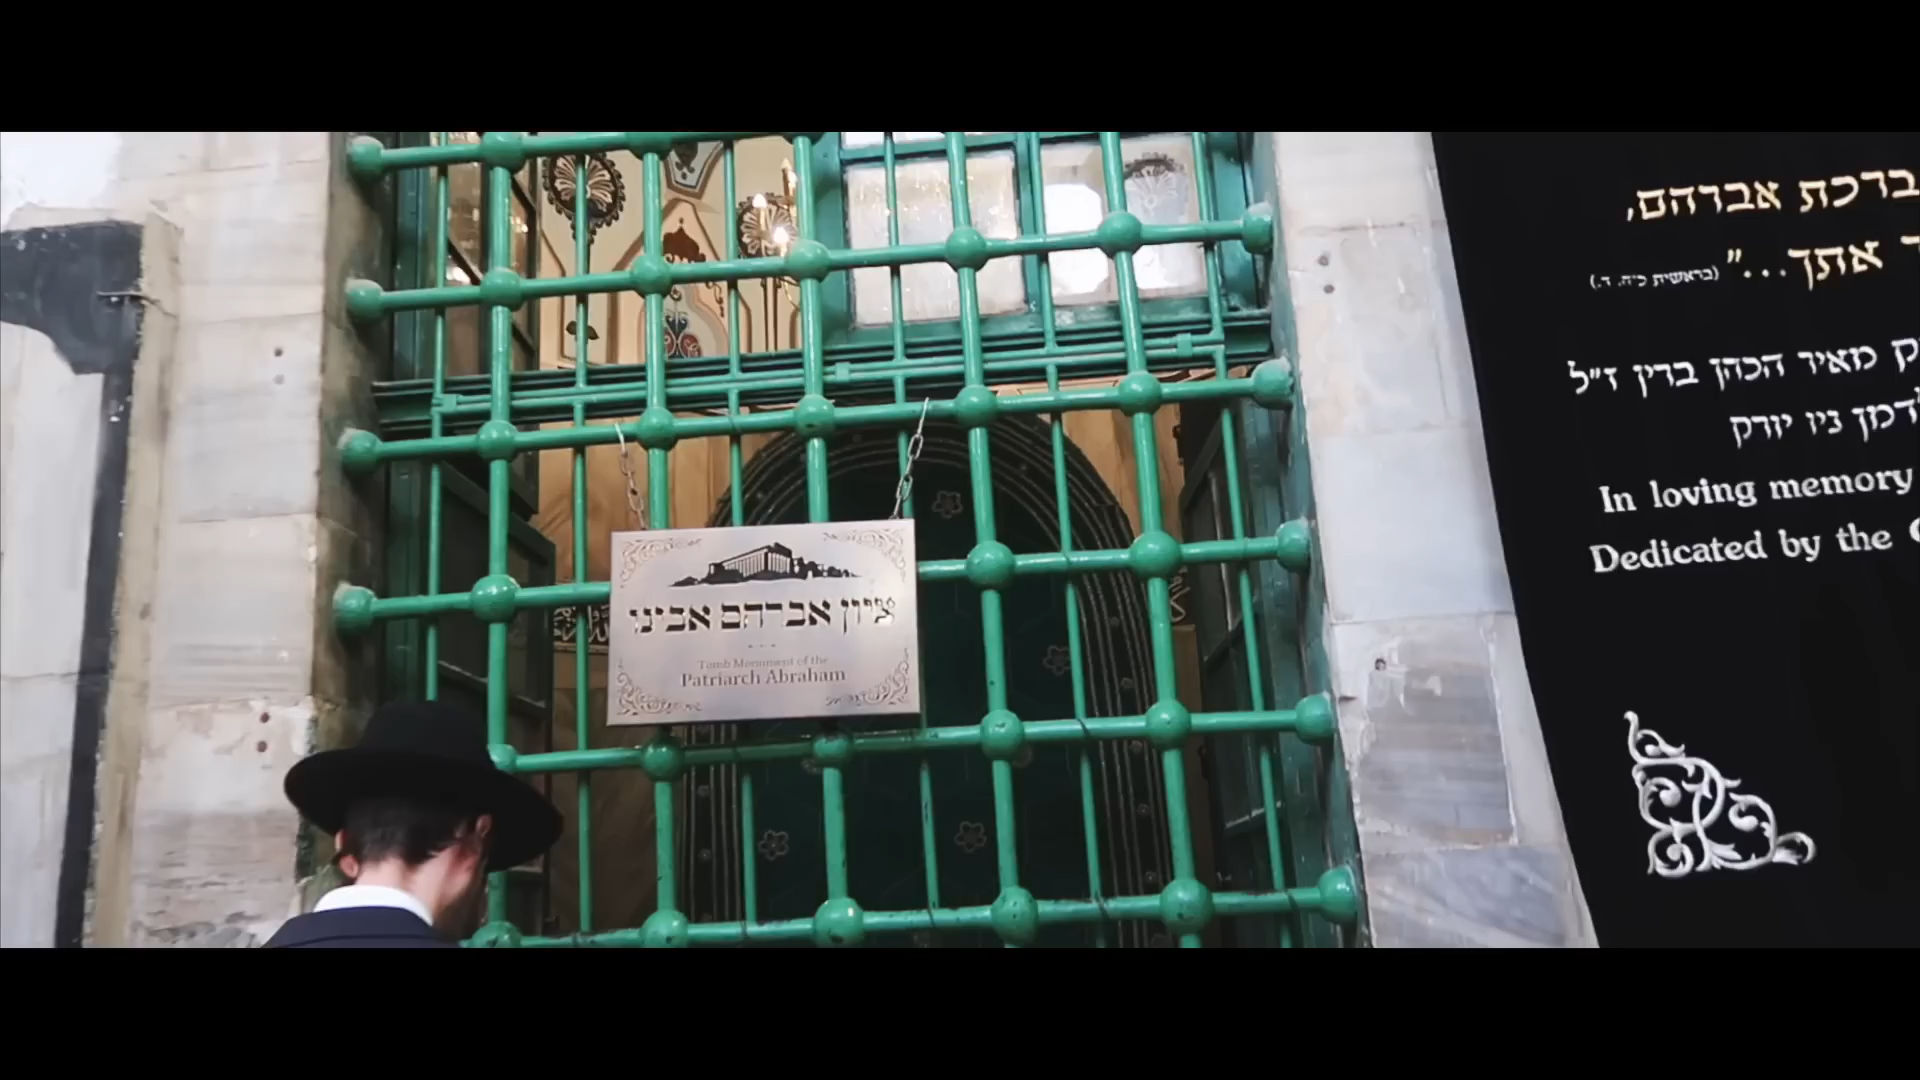 ציון אברהם אבינו
Tomb Monument of the
Patriarch Abraham
ברכת אברהם,
אתך..." (בראשית כ״ח, ד.)
מאיר הכהן ברדין ז״ל
ניו יורק
In loving memory
Dedicated by the